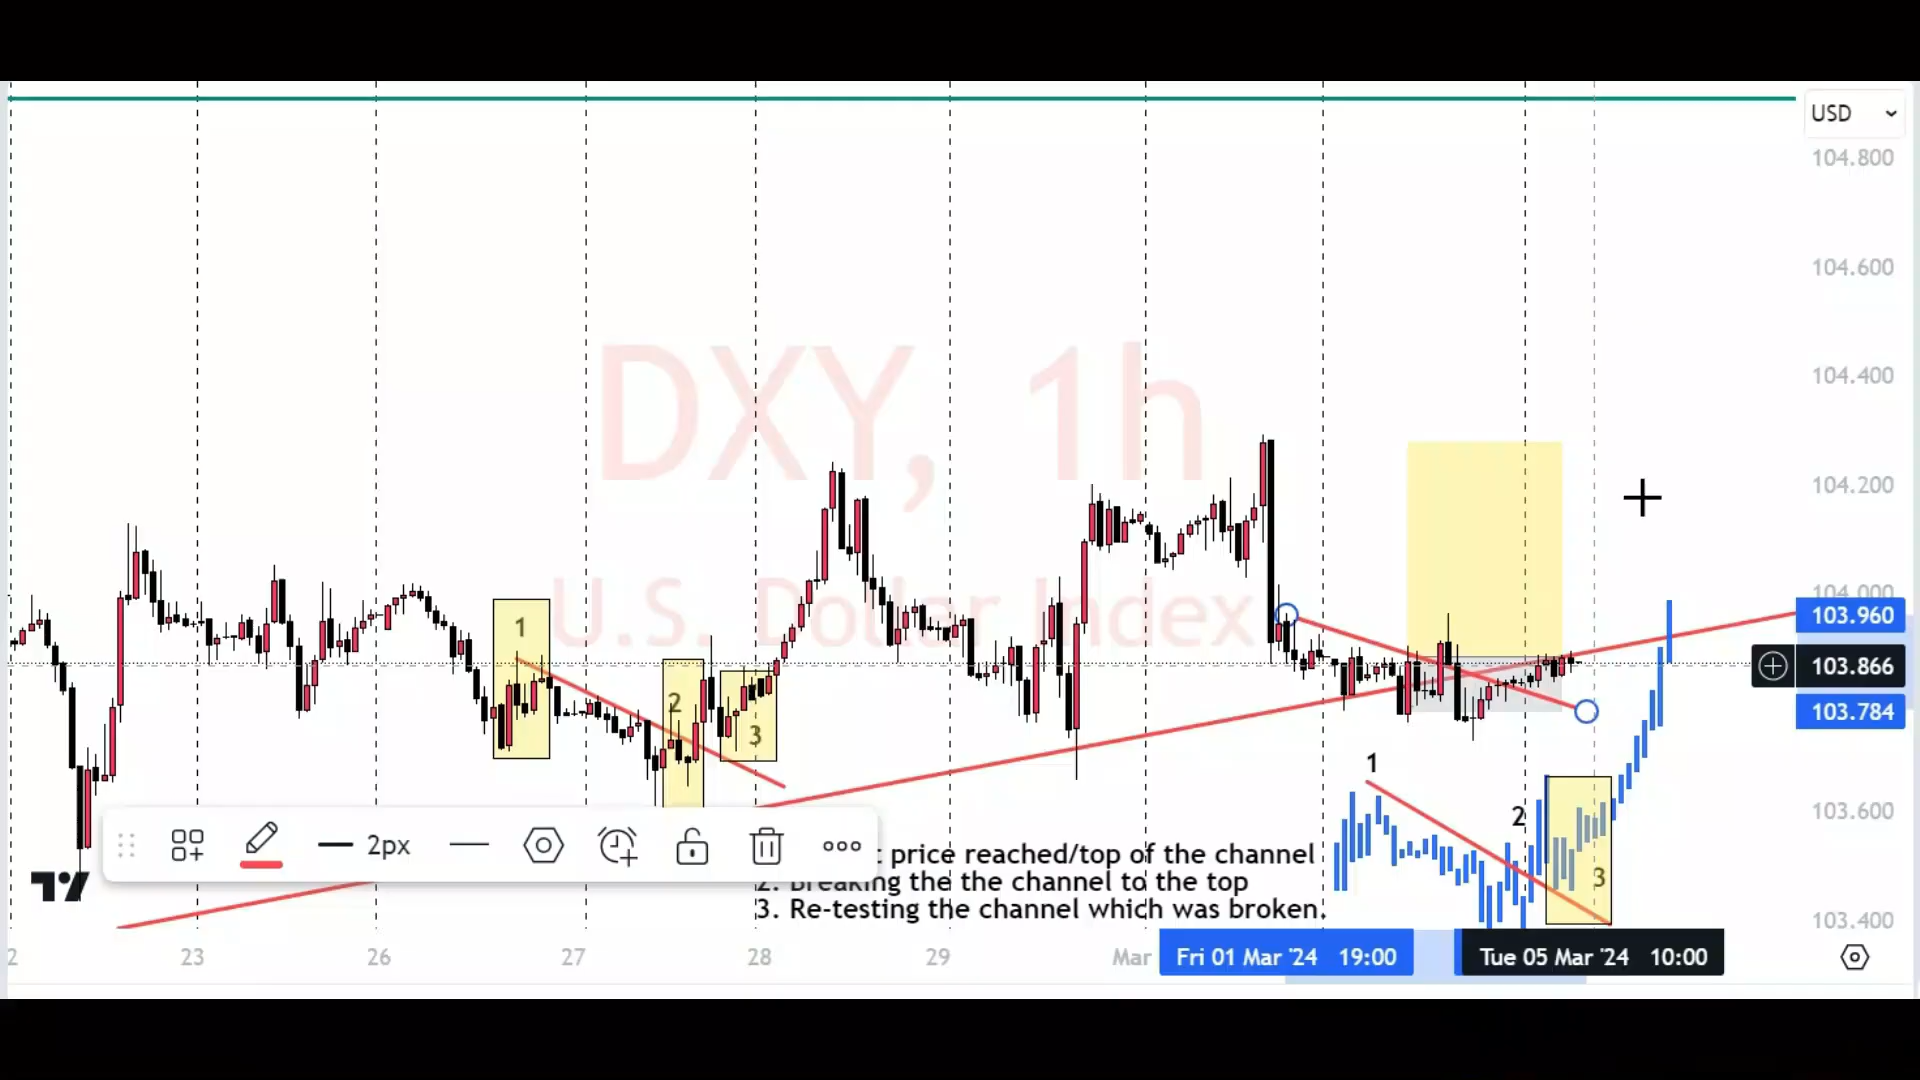 USD
104.800
104.600
DXY, 1h
104.400
104.200
U.S. Dollar Index
104.000
103.960
103.866
103.784
1
2
3
1
2
3
103.600
103.400
2px
price reached/top of the channel
2. Breaking the the channel to the top
3. Re-testing the channel which was broken.
2 23 26 27 28 29 Mar Fri 01 Mar '24 19:00 Tue 05 Mar '24 10:00